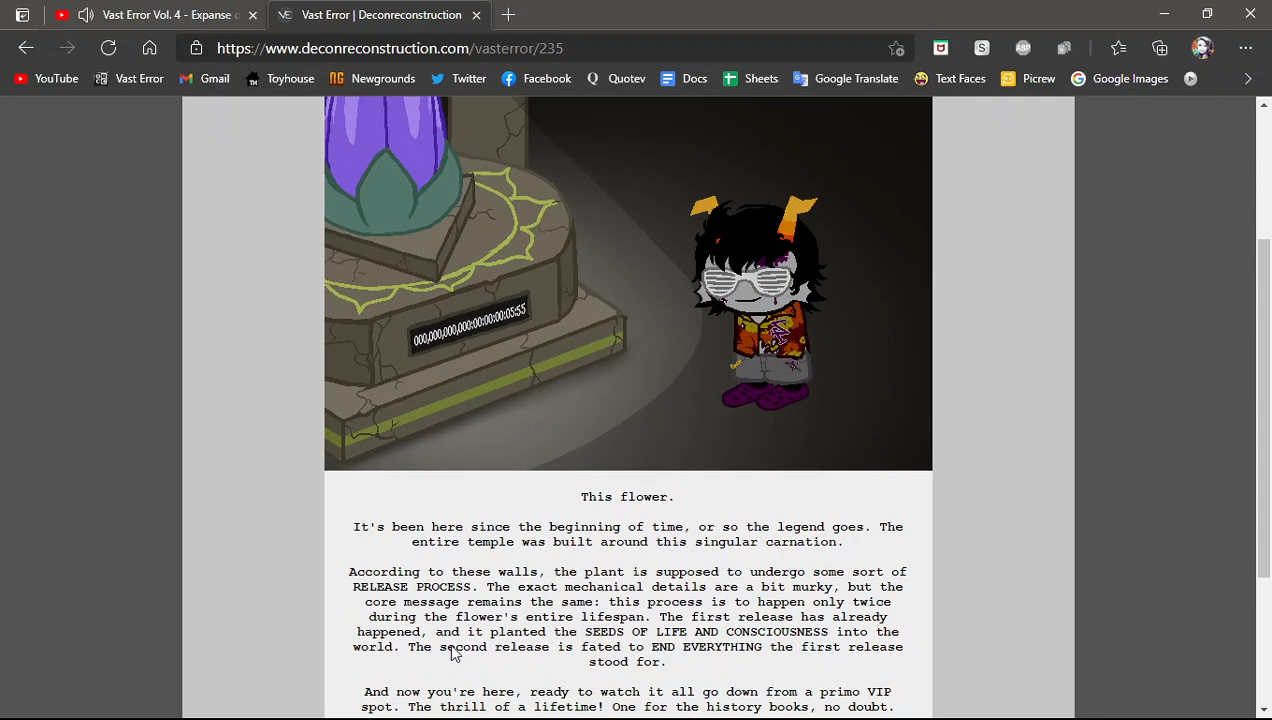 Vast Error Vol. 4 - Expanse o
Vast Error | Deconreconstruction
https://www.deconreconstruction.com/vasterror/235
YouTube Vast Error Gmail Toyhouse Newgrounds Twitter Facebook Quotev Docs Sheets Google Translate Text Faces Picrew Google Images
000,000,000,000:00:00:00:05:55
This flower.
It's been here since the beginning of time, or so the legend goes. The
entire temple was built around this singular carnation.
According to these walls, the plant is supposed to undergo some sort of
RELEASE PROCESS. The exact mechanical details are a bit murky, but the
core message remains the same: this process is to happen only twice
during the flower's entire lifespan. The first release has already
happened, and it planted the SEEDS OF LIFE AND CONSCIOUSNESS into the
world. The second release is fated to END EVERYTHING the first release
stood for.
And now you're here, ready to watch it all go down from a primo VIP
spot. The thrill of a lifetime! One for the history books, no doubt.